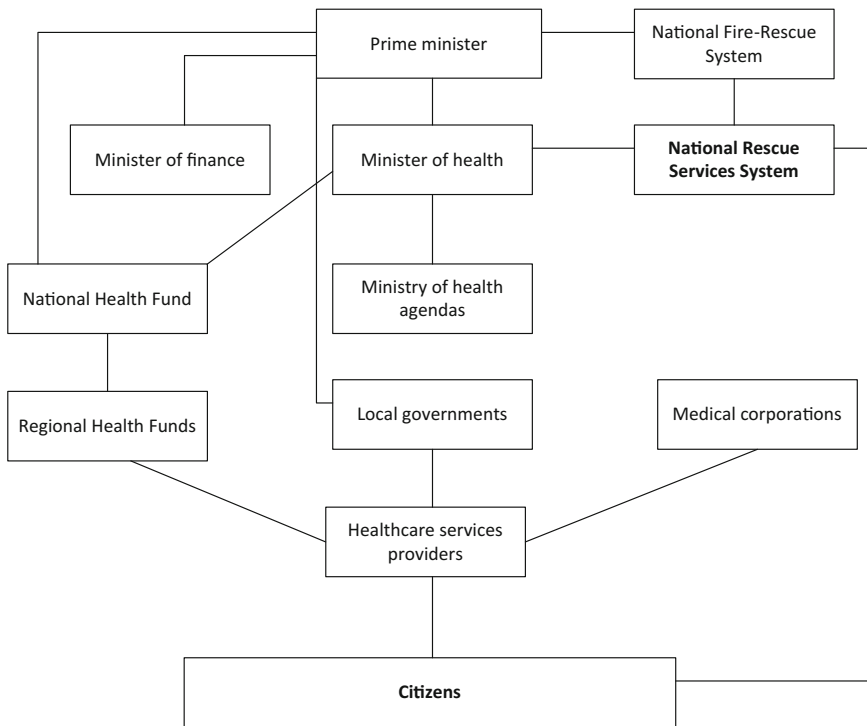 Prime minister
National Fire-Rescue
System
Minister of finance
Minister of health
National Rescue
Services System
National Health Fund
Ministry of health
agendas
Regional Health Funds
Local governments
Medical corporations
Healthcare services
providers
Citizens